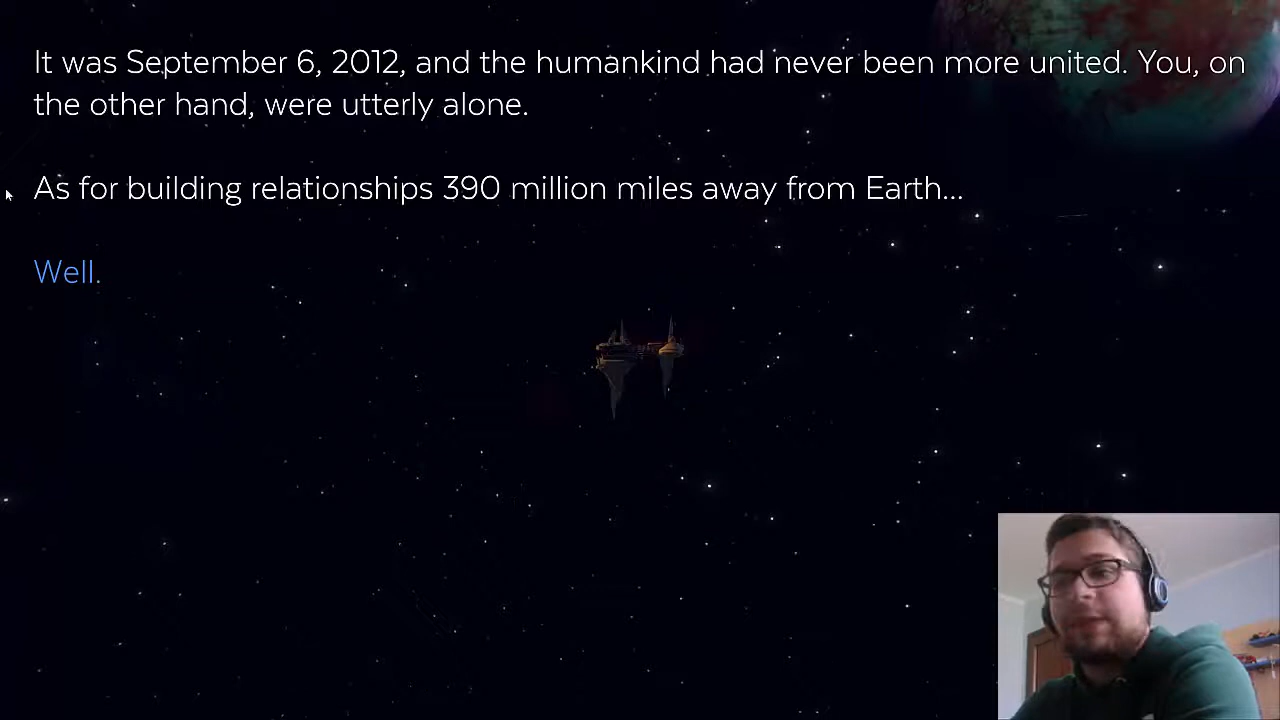 It was September 6, 2012, and the humankind had never been more united. You, on
the other hand, were utterly alone.
As for building relationships 390 million miles away from Earth...
Well.